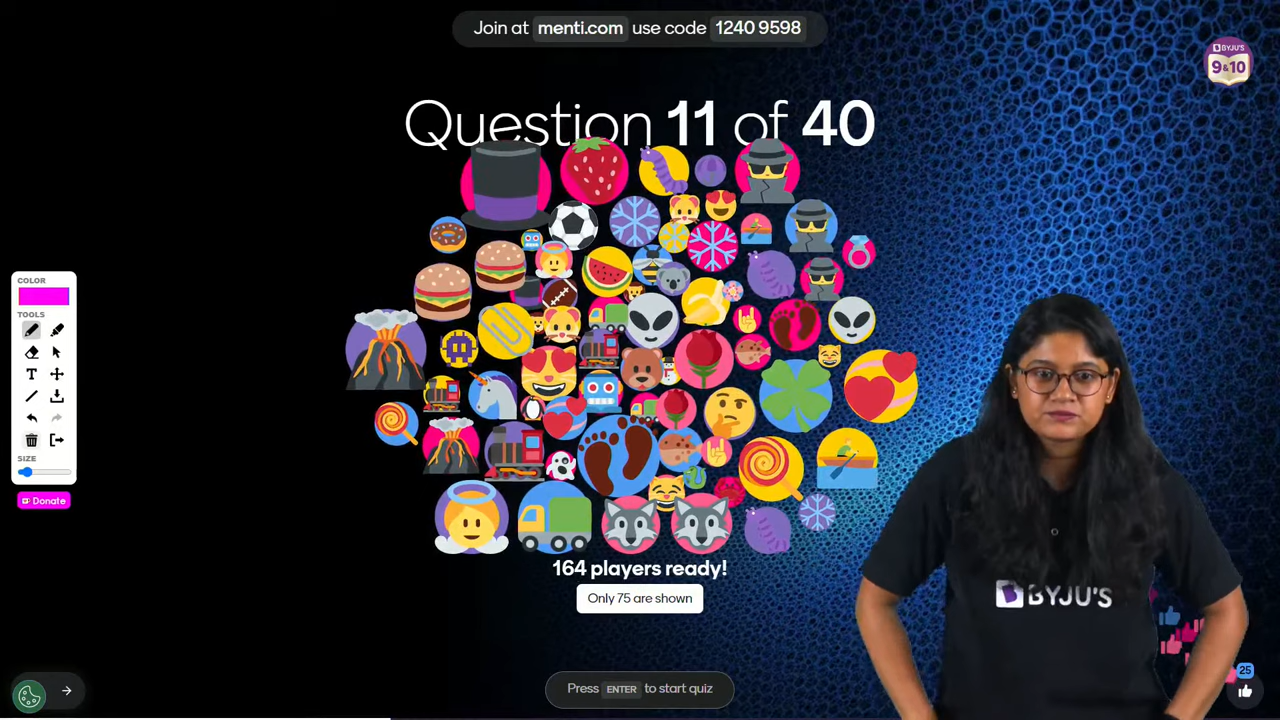 Join at menti.com use code 1240 9598
BYJU'S
9&10
Question 11 of 40
COLOR
TOOLS
T
SIZE
Donate
164 players ready!
Only 75 are shown
BYJU'S
25
Press ENTER to start quiz